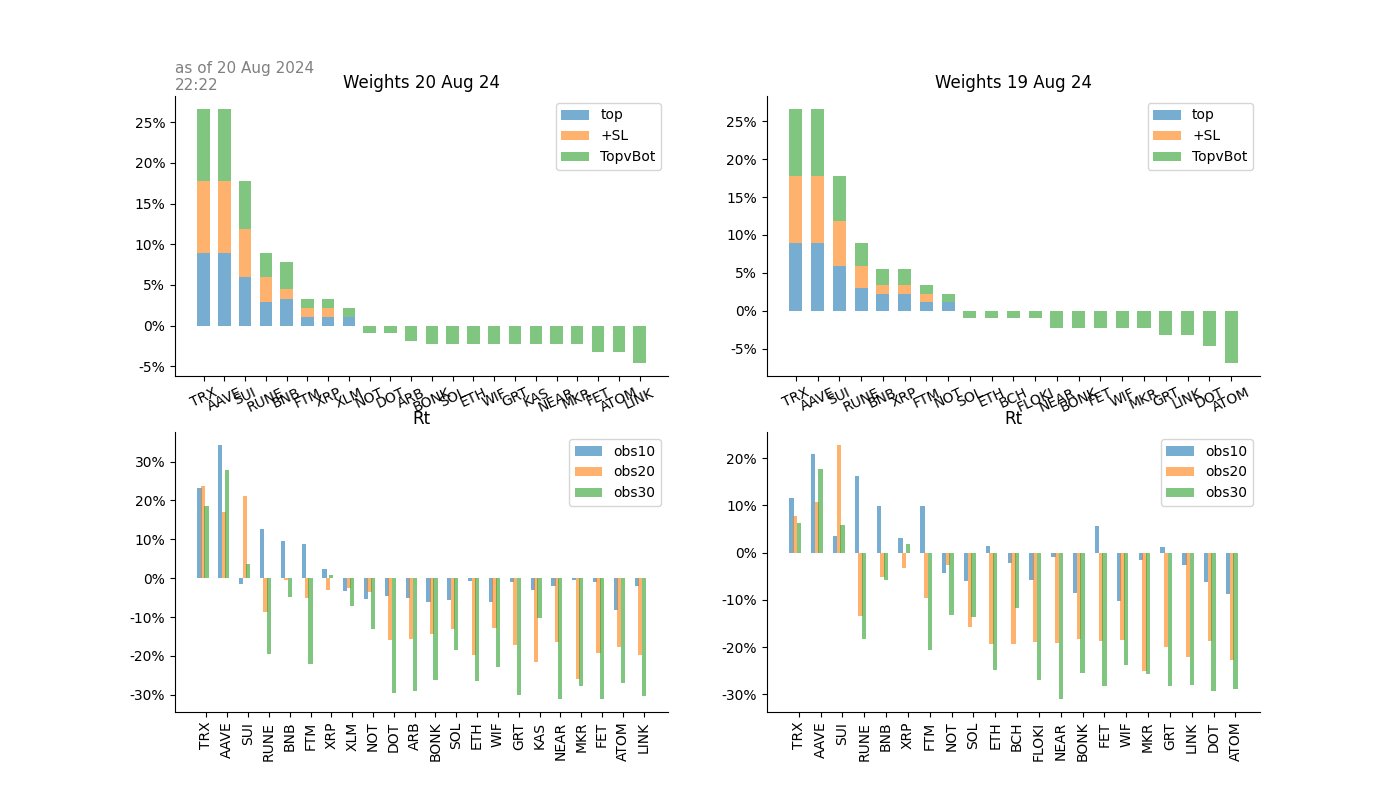 as of 20 Aug 2024
22:22
Weights 20 Aug 24
25%
20%
15%
10%
5%
0%
-5%
top
+SL
TopvBot
TRX AAVE SUI RUNE BNB FTM XRP XLM NOT DOT ARB BONK SOL ETH WIF GRT KAS NEAR MKR FET ATOM LINK
Weights 19 Aug 24
25%
20%
15%
10%
5%
0%
-5%
top
+SL
TopvBot
TRX AAVE SUI RUNE BNB XRP FTM NOT SOL ETH BCH FLOKI NEAR BONK FET WIF MKR GRT LINK DOT ATOM
Rt
30%
20%
10%
0%
-10%
-20%
-30%
obs10
obs20
obs30
TRX AAVE SUI RUNE BNB FTM XRP XLM NOT DOT ARB BONK SOL ETH WIF GRT KAS NEAR MKR FET ATOM LINK
Rt
20%
10%
0%
-10%
-20%
-30%
obs10
obs20
obs30
TRX AAVE SUI RUNE BNB XRP FTM NOT SOL ETH BCH FLOKI NEAR BONK FET WIF MKR GRT LINK DOT ATOM